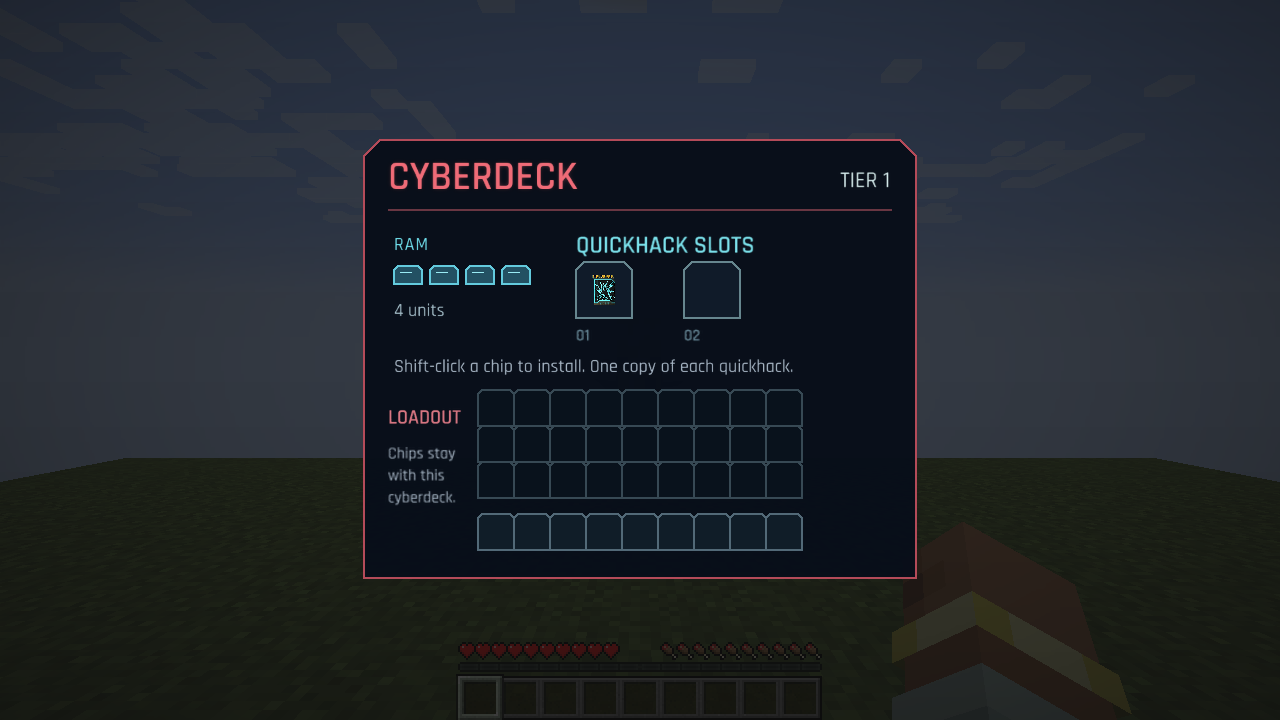 CYBERDECK
TIER 1
RAM
QUICKHACK SLOTS
4 units
01
02
Shift-click a chip to install. One copy of each quickhack.
LOADOUT
Chips stay
with this
cyberdeck.